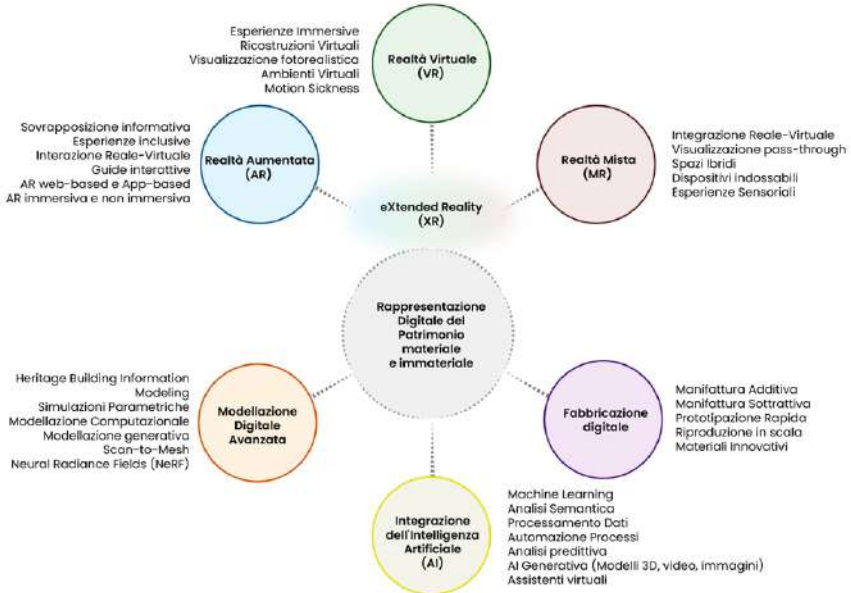 Esperienze Immersive
Ricostruzioni Virtuali
Visualizzazione fotorealistica
Ambienti Virtuali
Motion Sickness
Realtà Virtuale
(VR)
Sovrapposizione informativa
Esperienze inclusive
Interazione Reale-Virtuale
Guide interattive
AR web-based e App-based
AR immersiva e non immersiva
Realtà Aumentata
(AR)
Realtà Mista
(MR)
Integrazione Reale-Virtuale
Visualizzazione pass-through
Spazi Ibridi
Dispositivi indossabili
Esperienze Sensoriali
eXtended Reality
(XR)
Rappresentazione
Digitale del
Patrimonio
materiale
e immateriale
Heritage Building Information
Modeling
Simulazioni Parametriche
Modellazione Computazionale
Modellazione generativa
Scan-to-Mesh
Neural Radiance Fields (NeRF)
Modellazione
Digitale
Avanzata
Fabbricazione
digitale
Manifattura Additiva
Manifattura Sottrattiva
Prototipazione Rapida
Riproduzione in scala
Materiali Innovativi
Integrazione
dell'Intelligenza
Artificiale
(AI)
Machine Learning
Analisi Semantica
Processamento Dati
Automazione Processi
Analisi predittiva
AI Generativa (Modelli 3D, video, immagini)
Assistenti virtuali